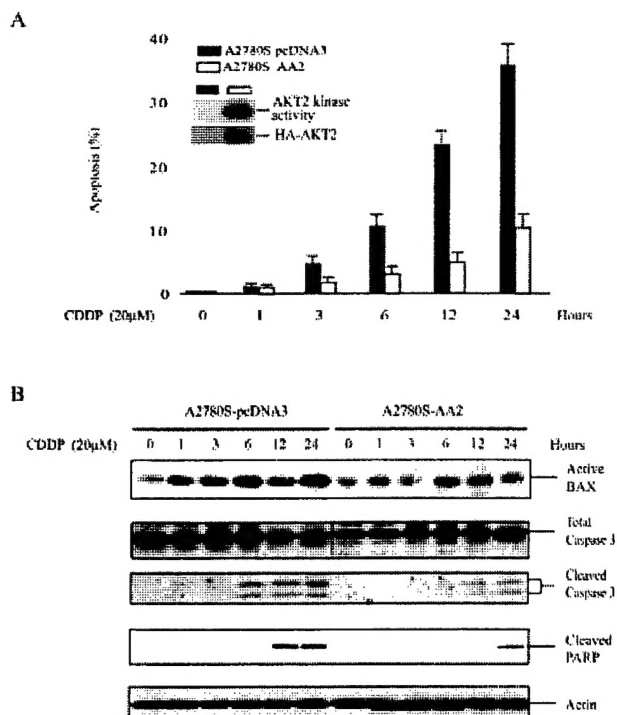 A
40
30
20
10
0
Apoptosis (%)
A2780S pcDNA3
A2780S AA2
AKT2 kinase
activity
HA-AKT2
CDDP (20μM) 0 1 3 6 12 24 Hours
B
A2780S-pcDNA3 A2780S-AA2
CDDP (20μM) 0 1 3 6 12 24 0 1 3 6 12 24 Hours
Active
BAX
Total
Caspase 3
Cleaved
Caspase 3
Cleaved
PARP
Actin